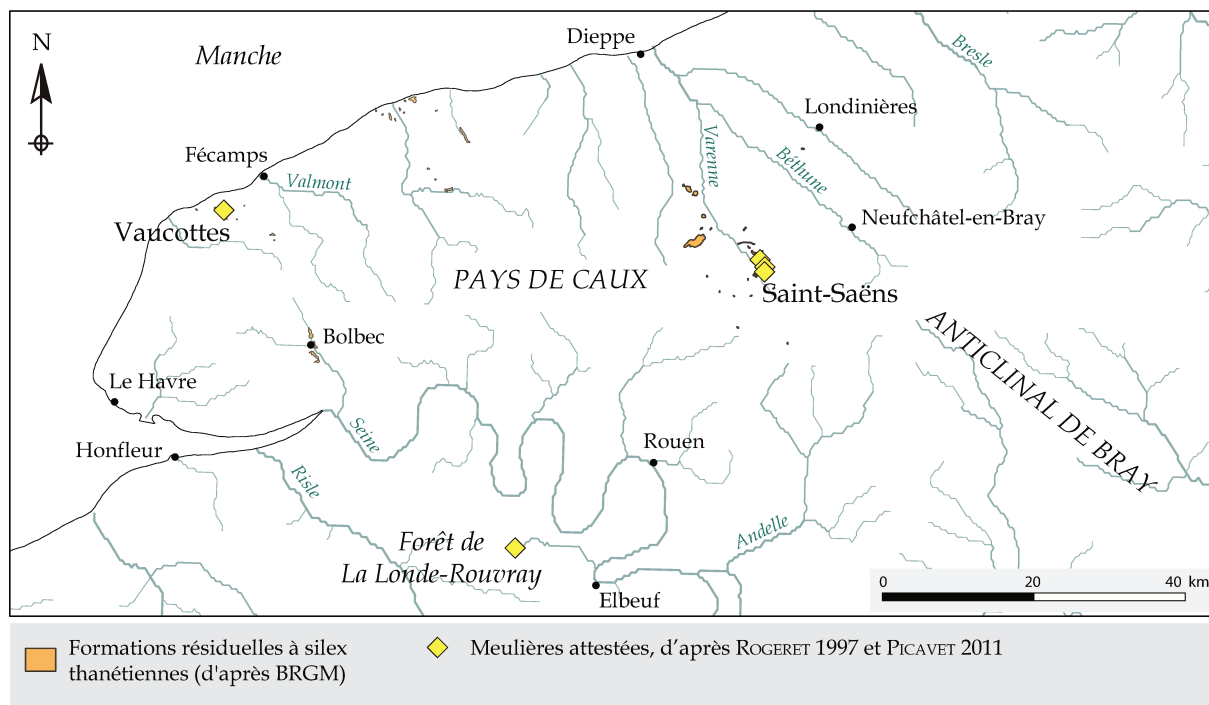 N
Manche
Dieppe
Bresle
Londinières
Varenne
Béthune
Fécamps
Valmont
Vaucottes
Neufchâtel-en-Bray
PAYS DE CAUX
Saint-Saëns
ANTICLINAL DE BRAY
Bolbec
Le Havre
Seine
Honfleur
Rouen
Risle
Andelle
Forêt de
La Londe-Rouvray
Elbeuf
0 20 40 km
Formations résiduelles à silex
thanétiennes (d'après BRGM)
Meulières attestées, d’après ROGERET 1997 et PICAVET 2011